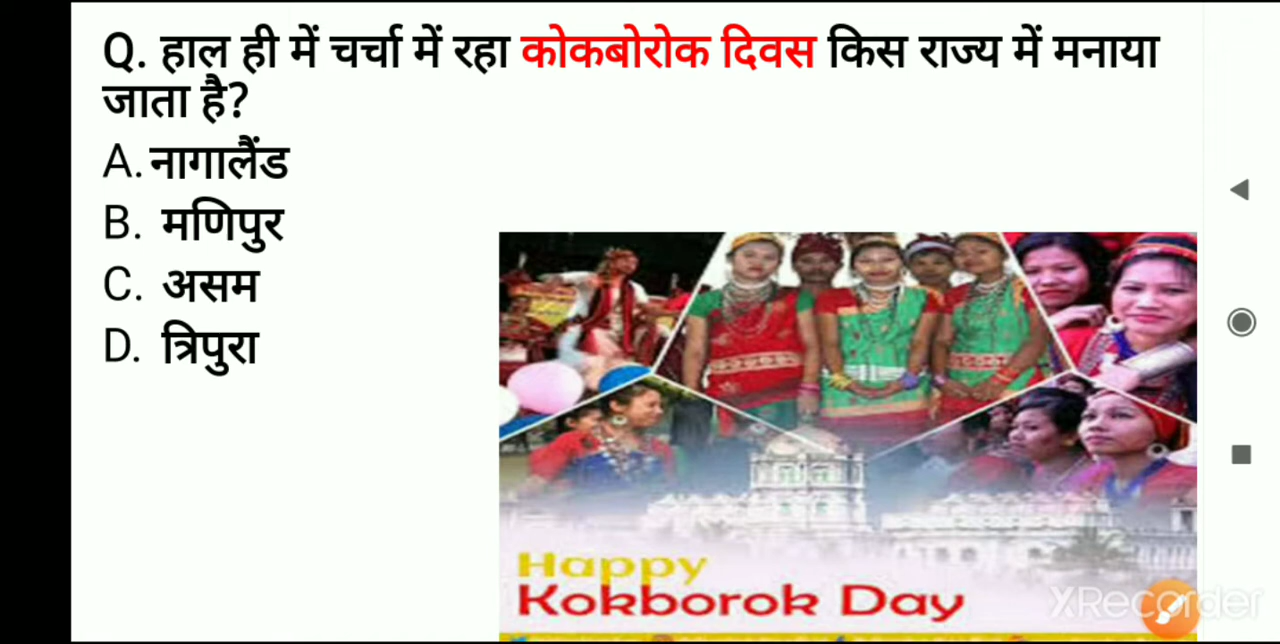 Q. हाल ही में चर्चा में रहा कोकबोरोक दिवस किस राज्य में मनाया
जाता है?
A. नागालैंड
B. मणिपुर
C. असम
D. त्रिपुरा
Happy
Kokborok Day
XRecorder